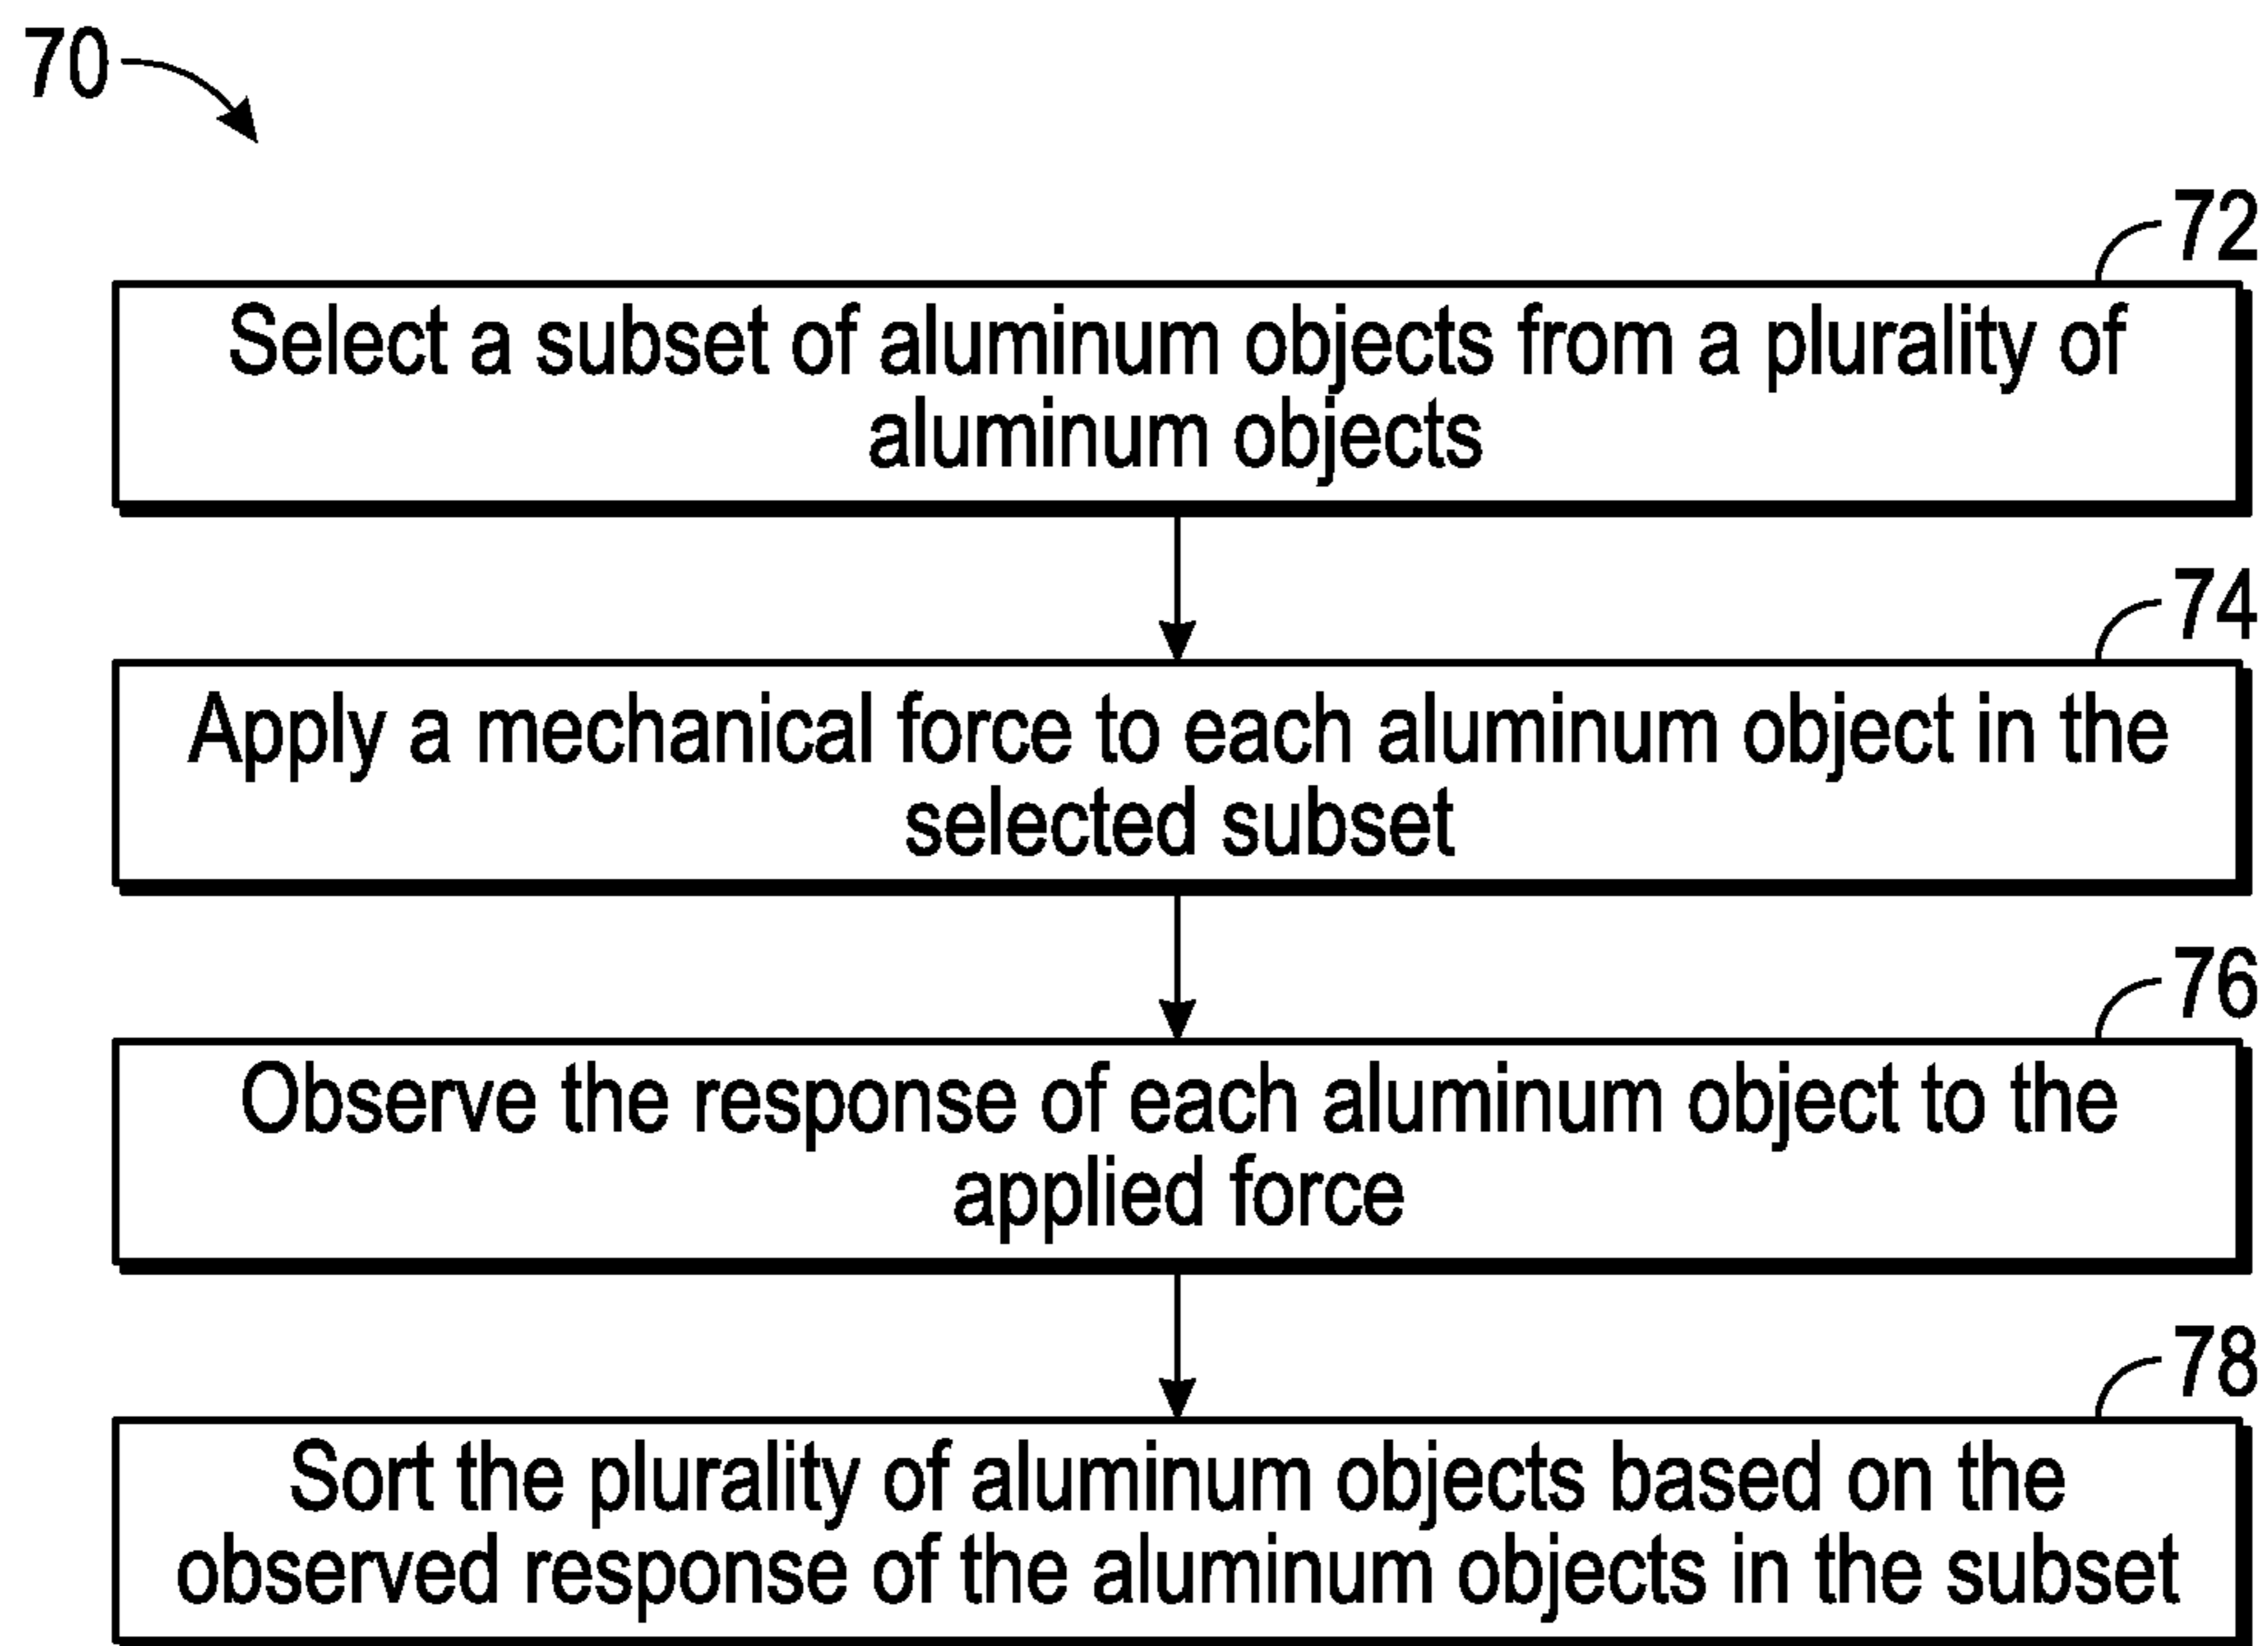 70
72
Select a subset of aluminum objects from a plurality of
aluminum objects
74
Apply a mechanical force to each aluminum object in the
selected subset
76
Observe the response of each aluminum object to the
applied force
78
Sort the plurality of aluminum objects based on the
observed response of the aluminum objects in the subset